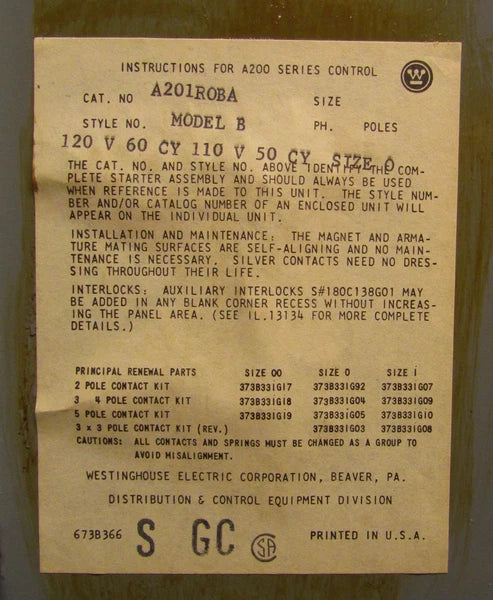 INSTRUCTIONS FOR A200 SERIES CONTROL
W
CAT. NO A201ROBA SIZE
STYLE NO. MODEL B PH. POLES
120 V 60 CY 110 V 50 CY SIZE 0
THE CAT. NO. AND STYLE NO. ABOVE IDENTIFY THE COM-
PLETE STARTER ASSEMBLY AND SHOULD ALWAYS BE USED
WHEN REFERENCE IS MADE TO THIS UNIT. THE STYLE NUM-
BER AND/OR CATALOG NUMBER OF AN ENCLOSED UNIT WILL
APPEAR ON THE INDIVIDUAL UNIT.
INSTALLATION AND MAINTENANCE: THE MAGNET AND ARMA-
TURE MATING SURFACES ARE SELF-ALIGNING AND NO MAIN-
TENANCE IS NECESSARY. SILVER CONTACTS NEED NO DRES-
SING THROUGHOUT THEIR LIFE.
INTERLOCKS: AUXILIARY INTERLOCKS S#180C138G01 MAY
BE ADDED IN ANY BLANK CORNER RECESS WITHOUT INCREAS-
ING THE PANEL AREA. (SEE IL.13134 FOR MORE COMPLETE
DETAILS.)
PRINCIPAL RENEWAL PARTS SIZE 00 SIZE 0 SIZE 1
2 POLE CONTACT KIT 373B331G17 373B331G92 373B331G07
3 4 POLE CONTACT KIT 373B331G18 373B331G04 373B331G09
5 POLE CONTACT KIT 373B331G19 373B331G05 373B331G10
3 x 3 POLE CONTACT KIT (REV.) 373B331G03 373B331G08
CAUTIONS: ALL CONTACTS AND SPRINGS MUST BE CHANGED AS A GROUP TO
AVOID MISALIGNMENT.
WESTINGHOUSE ELECTRIC CORPORATION, BEAVER, PA.
DISTRIBUTION & CONTROL EQUIPMENT DIVISION
673B366 S GC CSA PRINTED IN U.S.A.